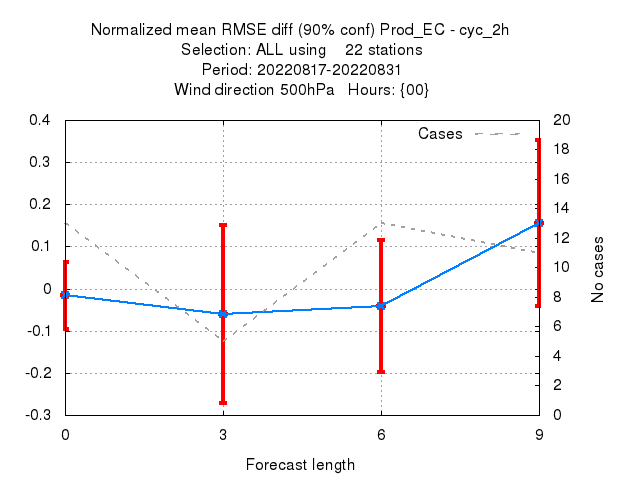 Normalized mean RMSE diff (90% conf) Prod_EC - cyc_2h
Selection: ALL using    22 stations
Period: 20220817-20220831
Wind direction 500hPa   Hours: {00}
Cases
0.4
0.3
0.2
0.1
0
-0.1
-0.2
-0.3
20
18
16
14
12
10
8
6
4
2
0
No cases
0 3 6 9
Forecast length